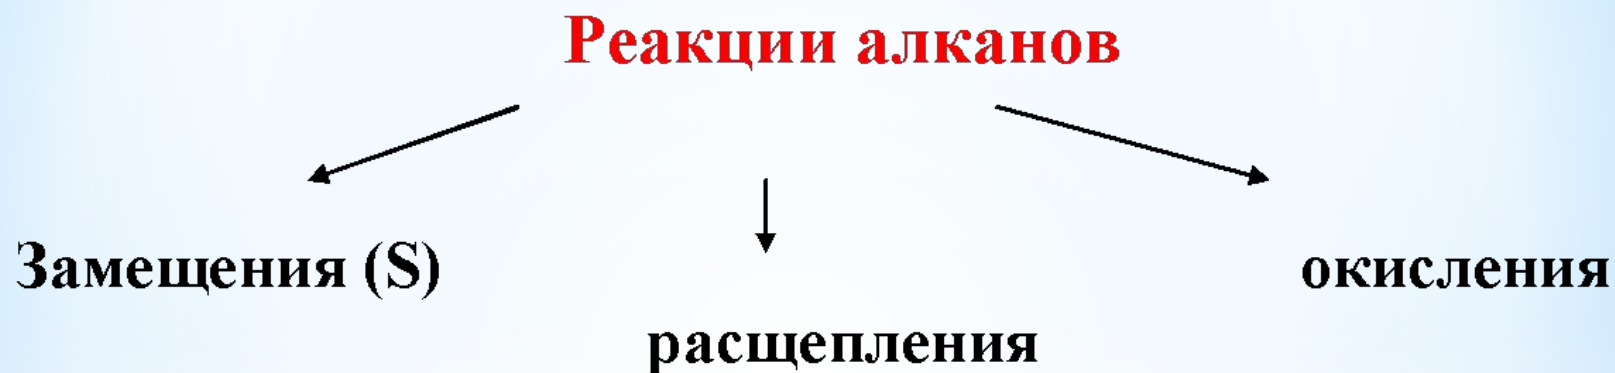 Реакции алканов
Замещения (S)
окисления
расщепления